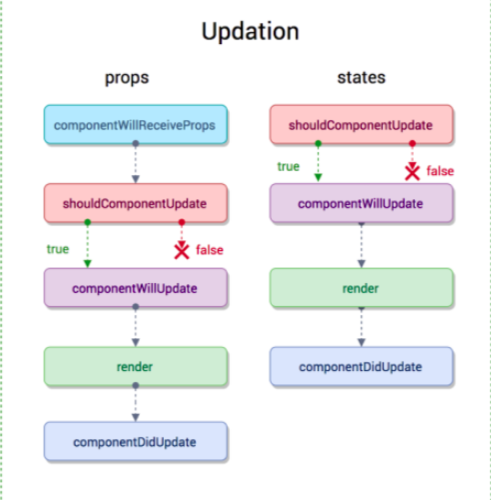 Updation
props
componentWillReceiveProps
shouldComponentUpdate
true
false
componentWillUpdate
render
componentDidUpdate
states
shouldComponentUpdate
true
false
componentWillUpdate
render
componentDidUpdate